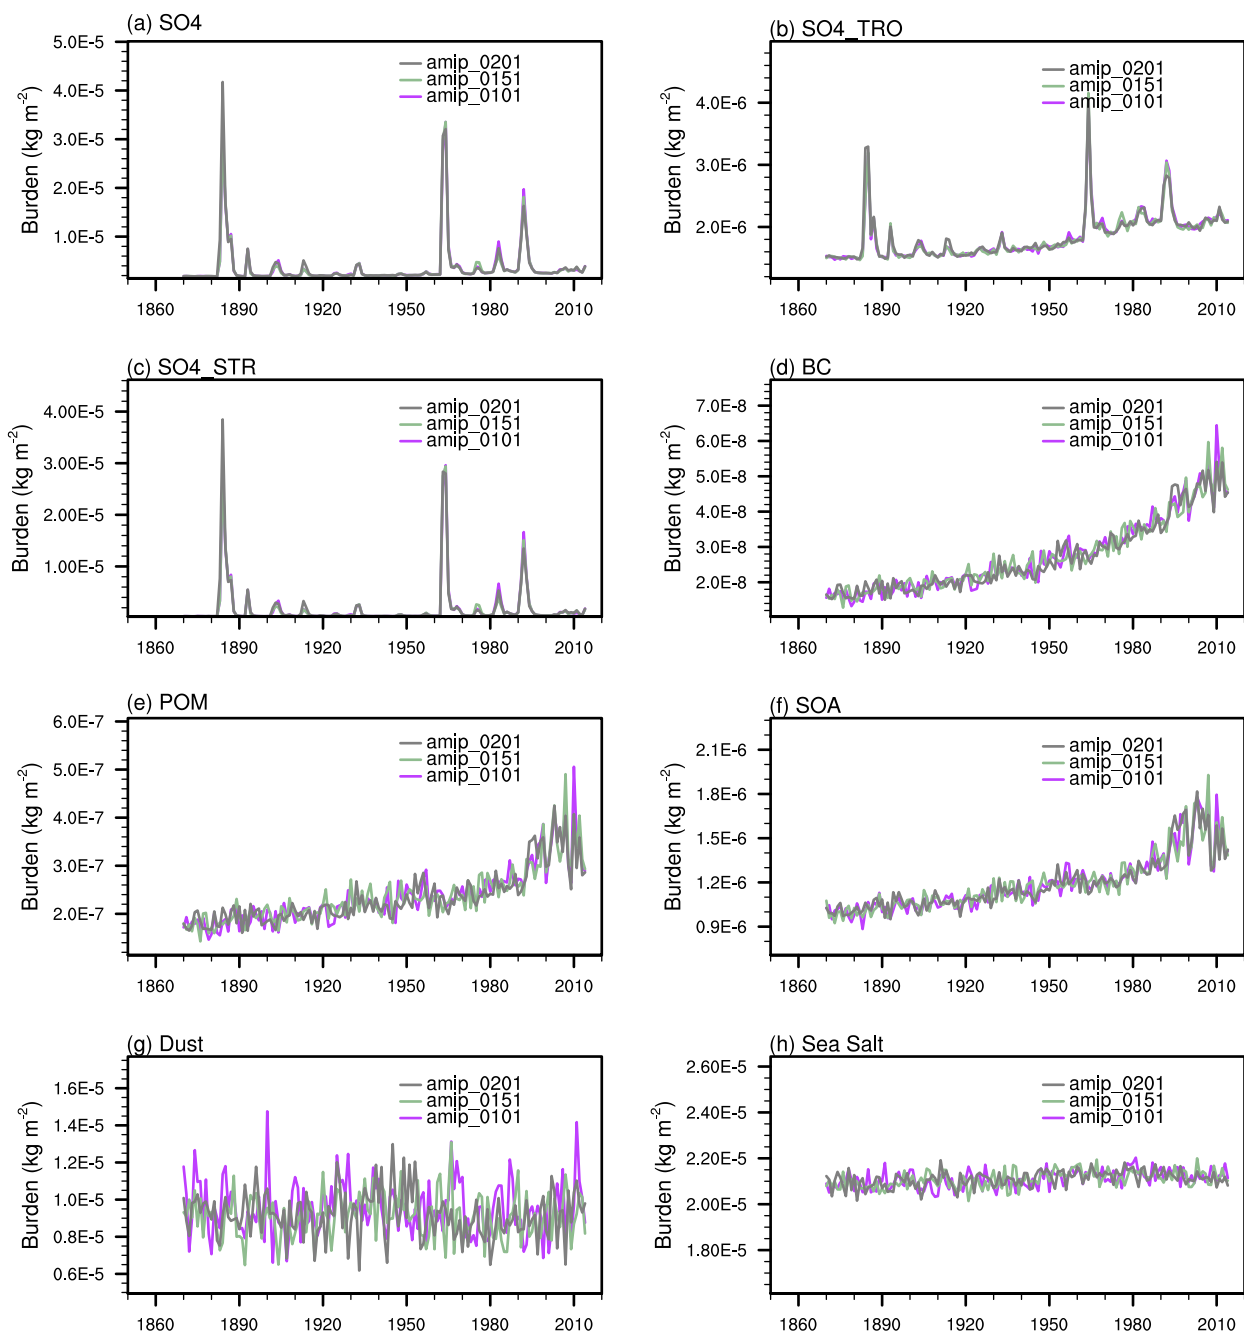 (a) SO4
5.0E-5
4.0E-5
3.0E-5
2.0E-5
1.0E-5
Burden (kg m-2)
amip_0201
amip_0151
amip_0101
1860 1890 1920 1950 1980 2010
(b) SO4_TRO
4.0E-6
3.0E-6
2.0E-6
Burden (kg m-2)
amip_0201
amip_0151
amip_0101
1860 1890 1920 1950 1980 2010
(c) SO4_STR
4.00E-5
3.00E-5
2.00E-5
1.00E-5
Burden (kg m-2)
amip_0201
amip_0151
amip_0101
1860 1890 1920 1950 1980 2010
(d) BC
7.0E-8
6.0E-8
5.0E-8
4.0E-8
3.0E-8
2.0E-8
Burden (kg m-2)
amip_0201
amip_0151
amip_0101
1860 1890 1920 1950 1980 2010
(e) POM
6.0E-7
5.0E-7
4.0E-7
3.0E-7
2.0E-7
Burden (kg m-2)
amip_0201
amip_0151
amip_0101
1860 1890 1920 1950 1980 2010
(f) SOA
2.1E-6
1.8E-6
1.5E-6
1.2E-6
0.9E-6
Burden (kg m-2)
amip_0201
amip_0151
amip_0101
1860 1890 1920 1950 1980 2010
(g) Dust
1.6E-5
1.4E-5
1.2E-5
1.0E-5
0.8E-5
0.6E-5
Burden (kg m-2)
amip_0201
amip_0151
amip_0101
1860 1890 1920 1950 1980 2010
(h) Sea Salt
2.60E-5
2.40E-5
2.20E-5
2.00E-5
1.80E-5
Burden (kg m-2)
amip_0201
amip_0151
amip_0101
1860 1890 1920 1950 1980 2010